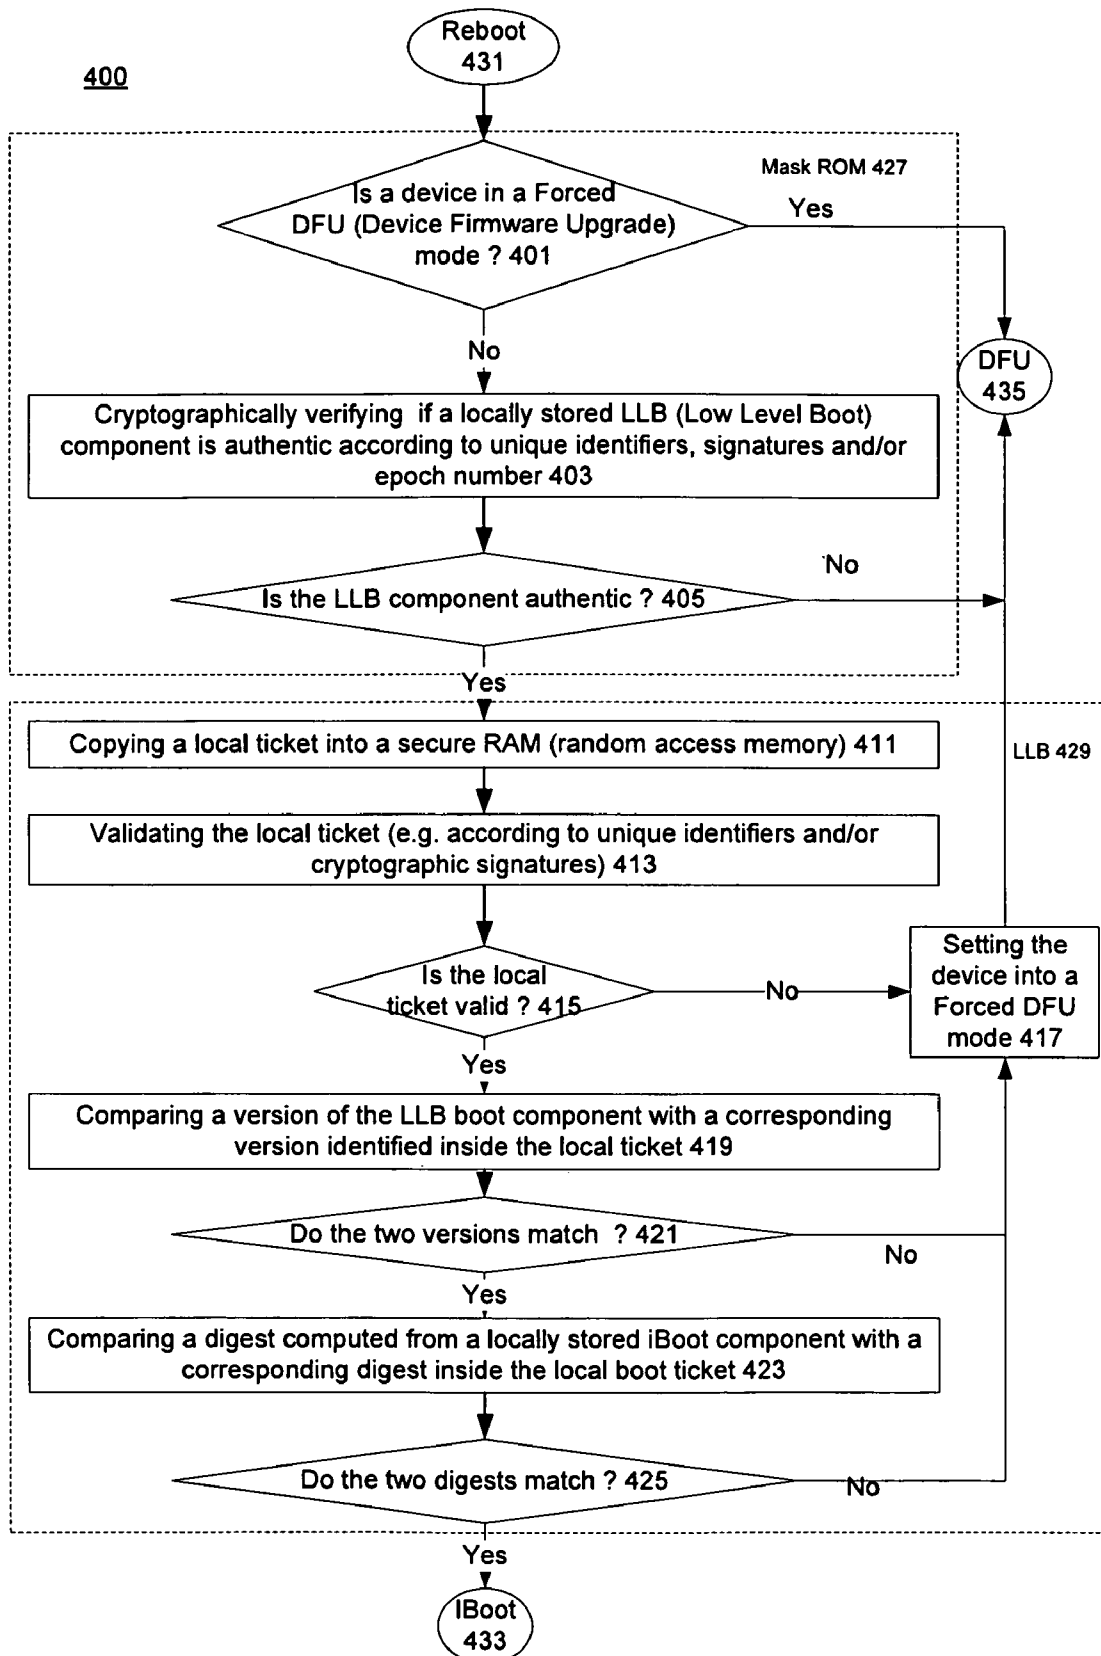 Reboot
431
400
Mask ROM 427
Is a device in a Forced
DFU (Device Firmware Upgrade)
mode ? 401
Yes
No
DFU
435
Cryptographically verifying if a locally stored LLB (Low Level Boot)
component is authentic according to unique identifiers, signatures and/or
epoch number 403
No
Is the LLB component authentic ? 405
Yes
Copying a local ticket into a secure RAM (random access memory) 411
LLB 429
Validating the local ticket (e.g. according to unique identifiers and/or
cryptographic signatures) 413
Is the local
ticket valid ? 415
No
Setting the
device into a
Forced DFU
mode 417
Yes
Comparing a version of the LLB boot component with a corresponding
version identified inside the local ticket 419
Do the two versions match ? 421
No
Yes
Comparing a digest computed from a locally stored iBoot component with a
corresponding digest inside the local boot ticket 423
Do the two digests match ? 425
No
Yes
IBoot
433